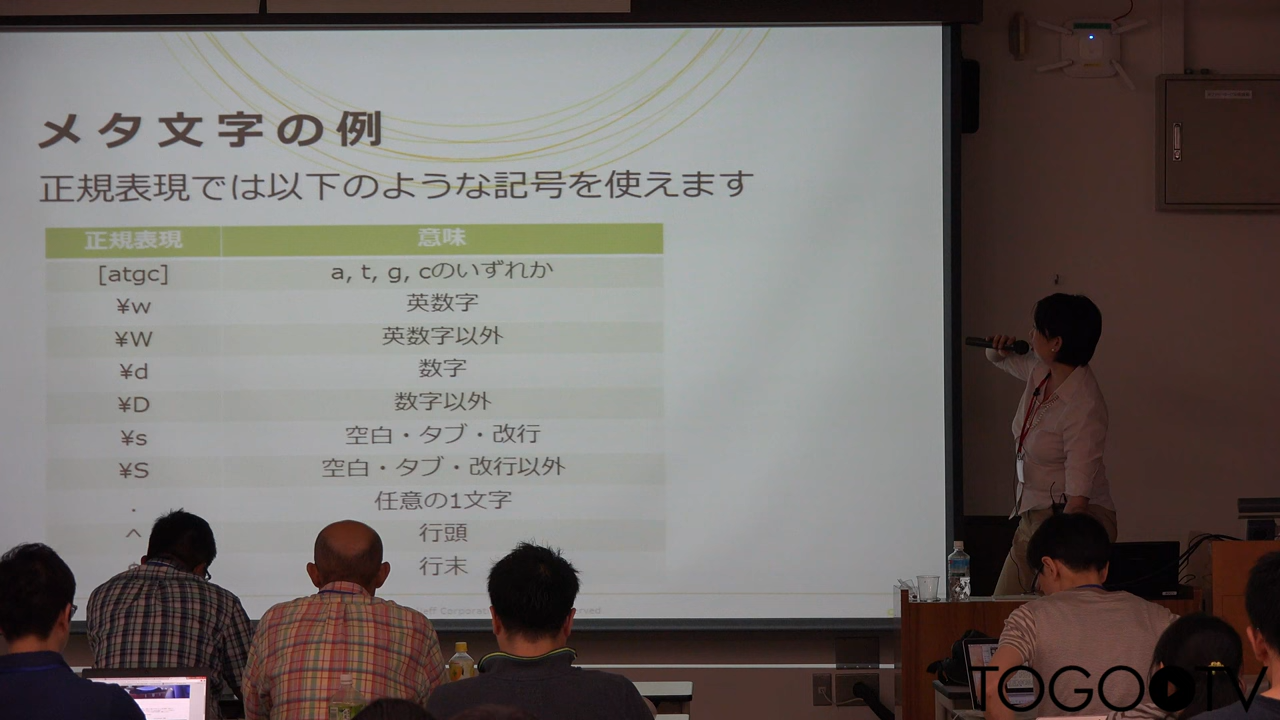 メタ文字の例
正規表現では以下のような記号を使えます
正規表現 意味
[atgc] a, t, g, cのいずれか
¥w 英数字
¥W 英数字以外
¥d 数字
¥D 数字以外
¥s 空白・タブ・改行
¥S 空白・タブ・改行以外
. 任意の1文字
^ 行頭
行末
TOGO TV